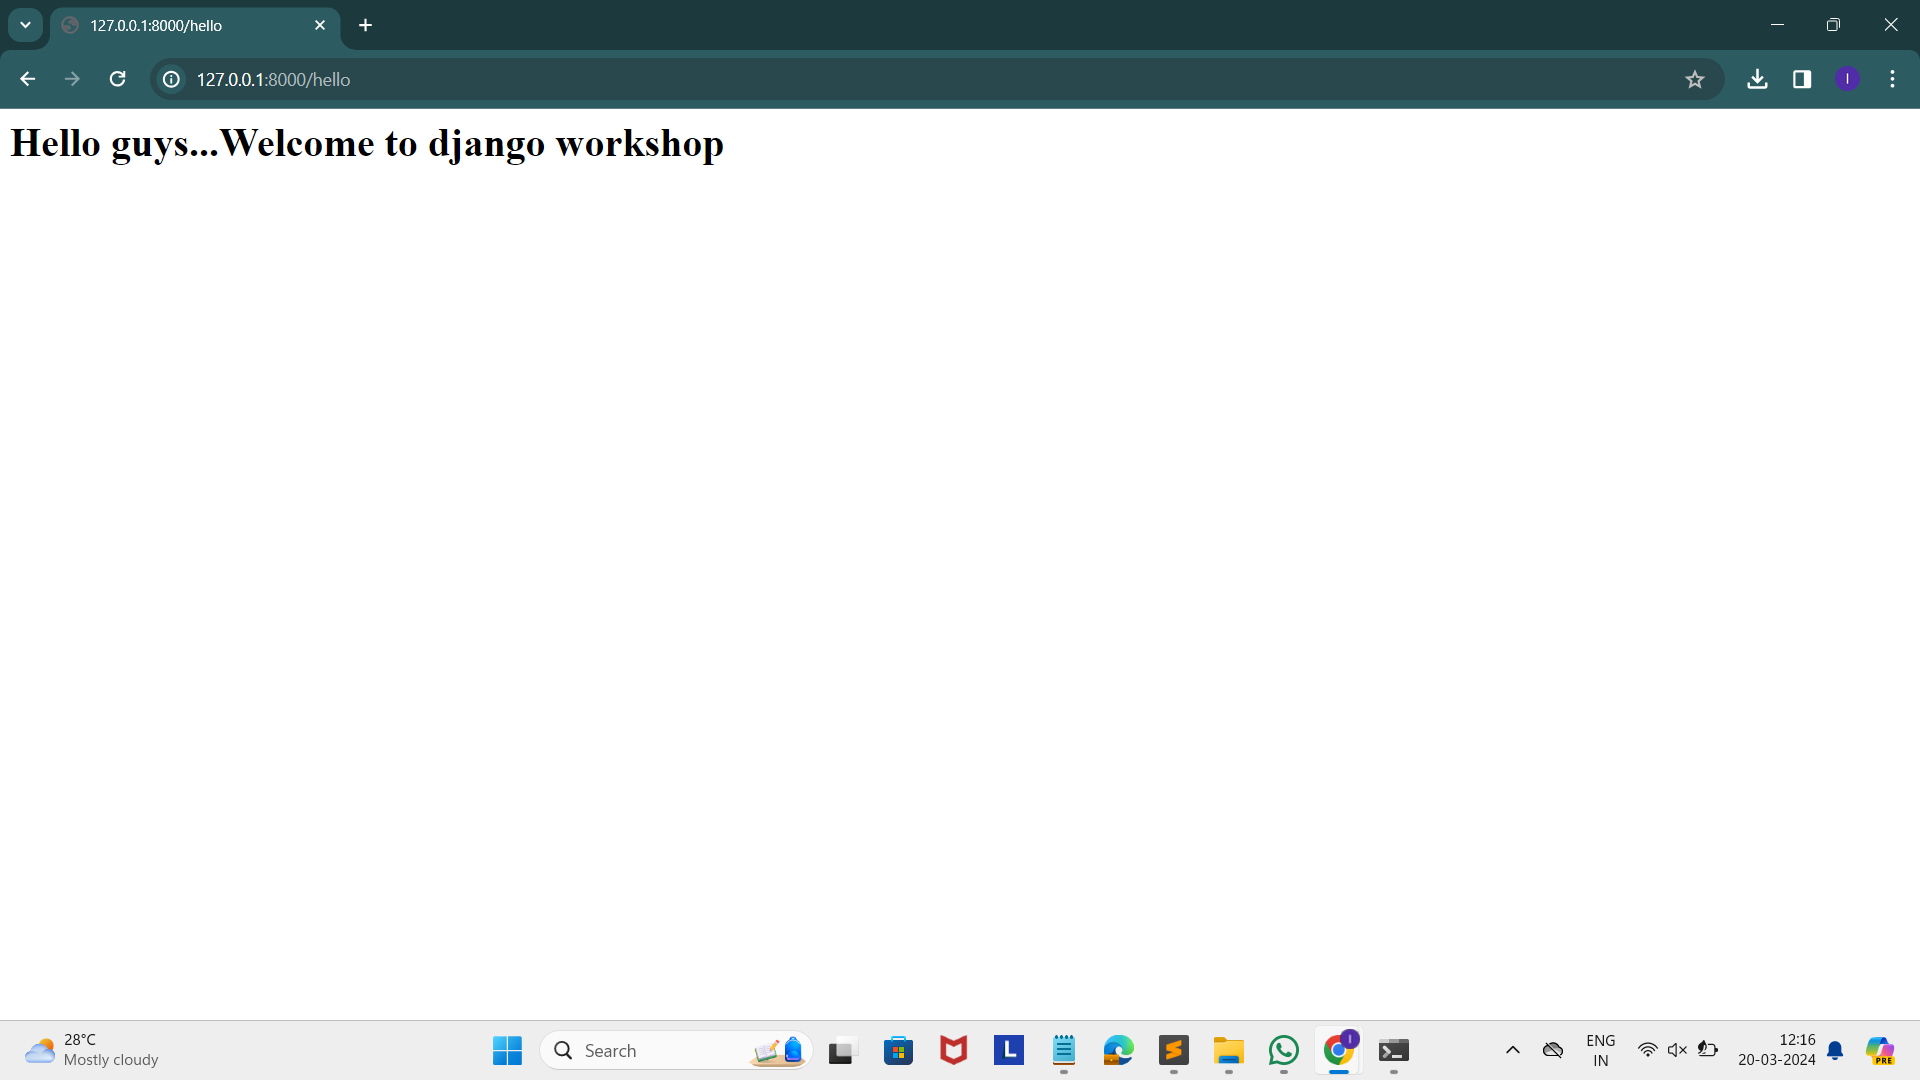 127.0.0.1:8000/hello
127.0.0.1:8000/hello
I
Hello guys...Welcome to django workshop
28°C
Mostly cloudy
Search
L
I
ENG
IN
12:16
20-03-2024
PRE